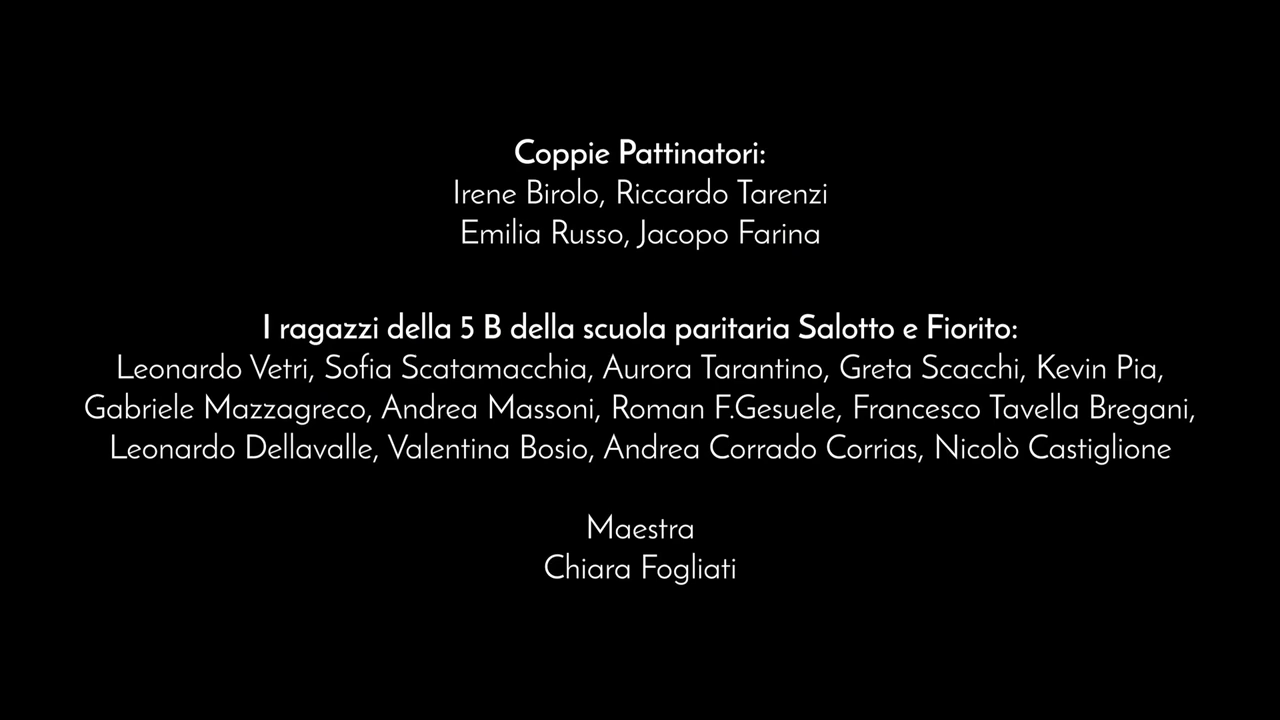 Coppie Pattinatori:
Irene Birolo, Riccardo Tarenzi
Emilia Russo, Jacopo Farina
I ragazzi della 5 B della scuola paritaria Salotto e Fiorito:
Leonardo Vetri, Sofia Scatamacchia, Aurora Tarantino, Greta Scacchi, Kevin Pia,
Gabriele Mazzagreco, Andrea Massoni, Roman F.Gesuele, Francesco Tavella Bregani,
Leonardo Dellavalle, Valentina Bosio, Andrea Corrado Corrias, Nicolò Castiglione
Maestra
Chiara Fogliati